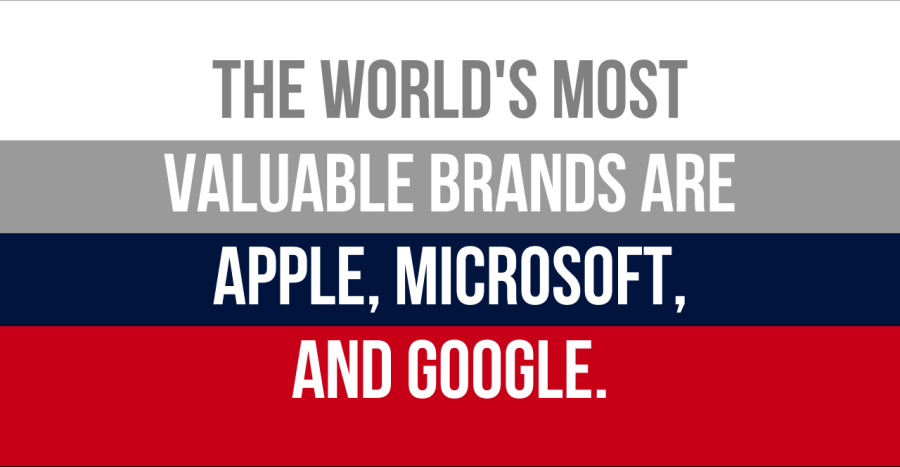 THE WORLD'S MOST
VALUABLE BRANDS ARE
APPLE, MICROSOFT,
AND GOOGLE.